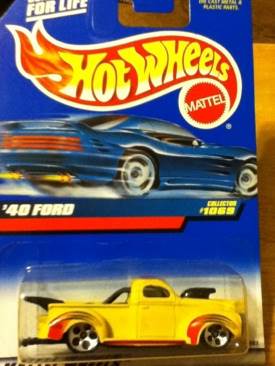 FOR LIFE
DIE CAST METAL &
PLASTIC PARTS.
HOT WHEELS
MATTEL
®
'40 FORD
COLLECTOR
#1069